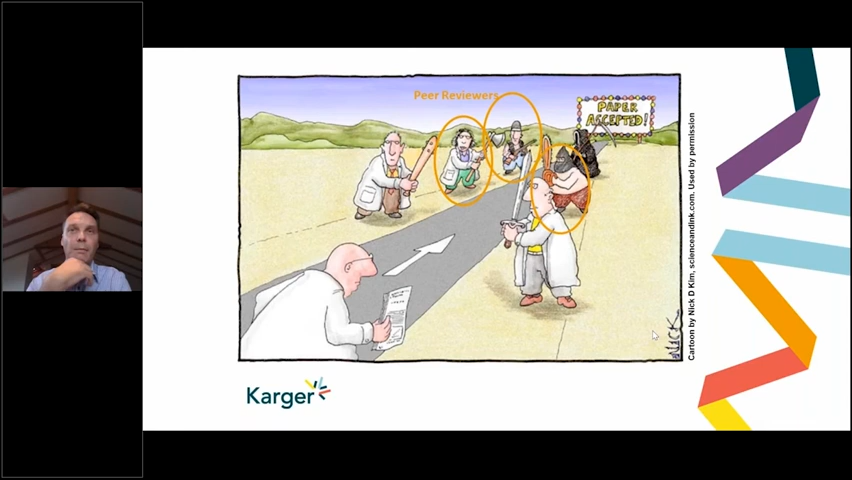 Peer Reviewers
PAPER
ACCEPTED!
NICK
Cartoon by Nick D Kim, scienceandink.com. Used by permission
Karger